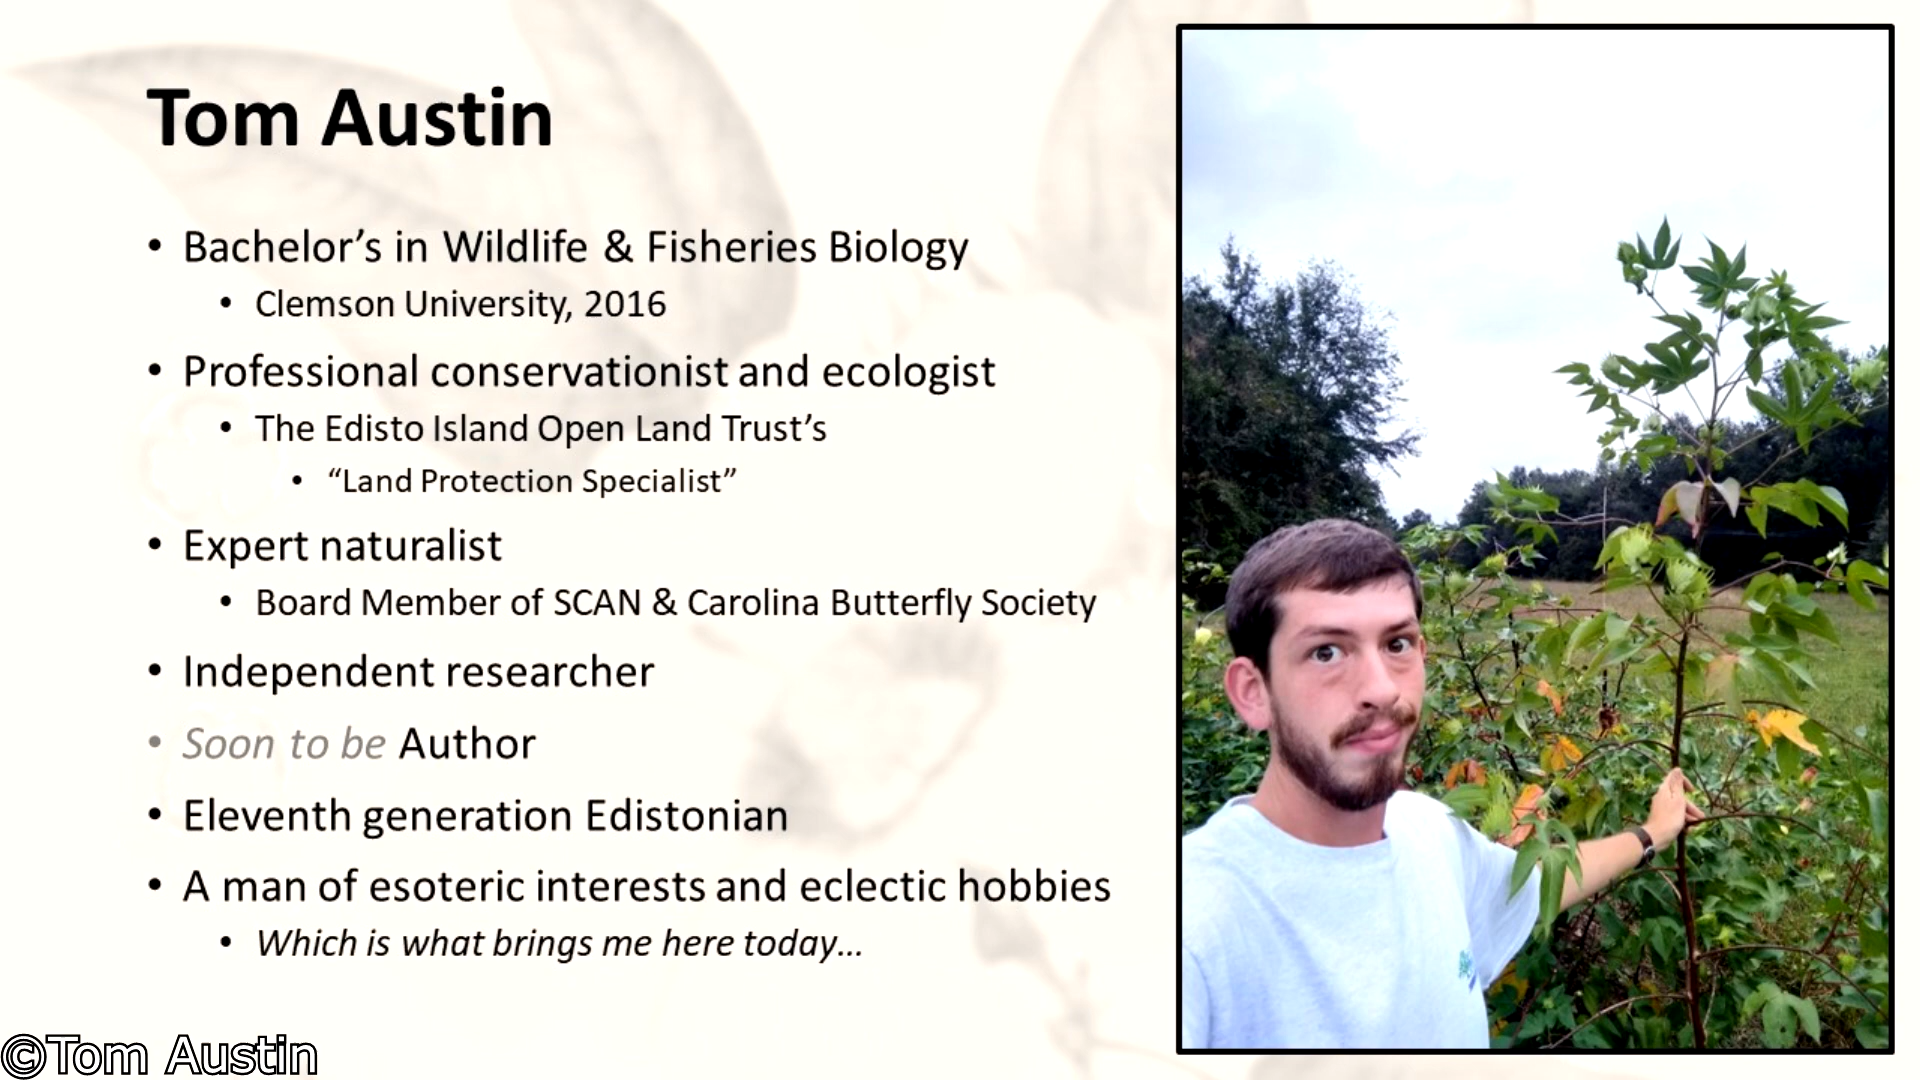 Tom Austin
• Bachelor’s in Wildlife & Fisheries Biology
• Clemson University, 2016
• Professional conservationist and ecologist
• The Edisto Island Open Land Trust’s
• “Land Protection Specialist”
• Expert naturalist
• Board Member of SCAN & Carolina Butterfly Society
• Independent researcher
• Soon to be Author
• Eleventh generation Edistonian
• A man of esoteric interests and eclectic hobbies
• Which is what brings me here today…
©Tom Austin